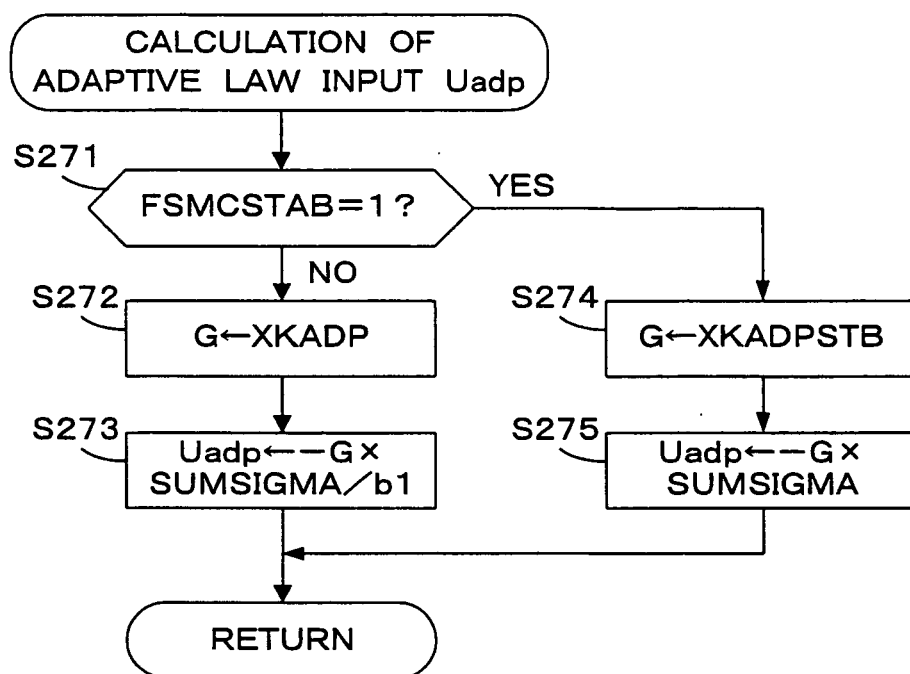 CALCULATION OF
ADAPTIVE LAW INPUT Uadp
S271
FSMCSTAB=1?
YES
NO
S272
G←XKADP
S273
Uadp←−G×
SUMSIGMA/b1
S274
G←XKADPSTB
S275
Uadp←−G×
SUMSIGMA
RETURN